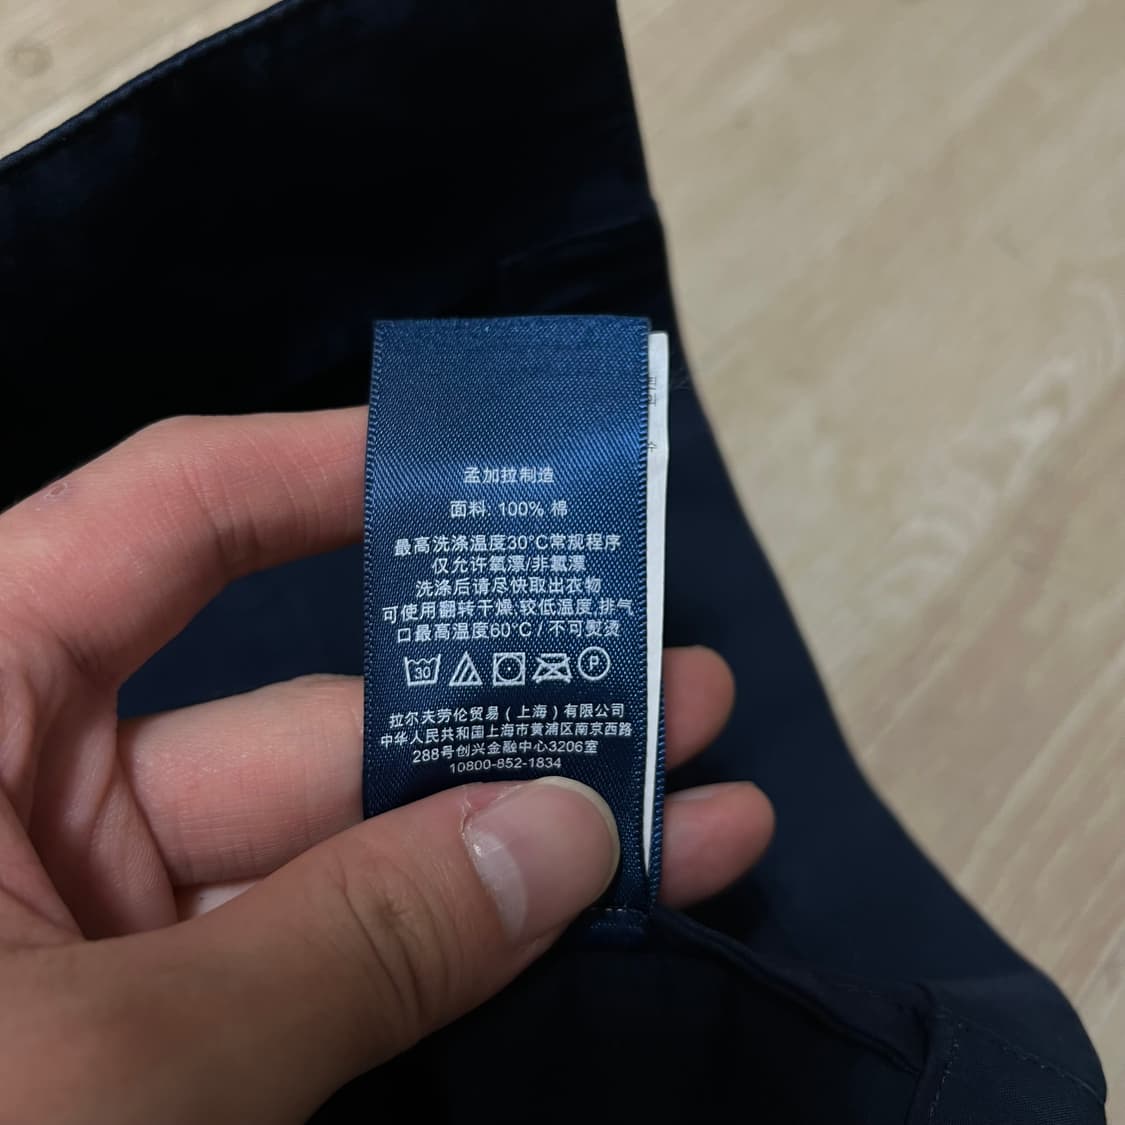 孟加拉制造
面料: 100% 棉
最高洗涤温度30°C常规程序
仅允许氧漂/非氯漂
洗涤后请尽快取出衣物
可使用翻转干燥,较低温度,排气
口最高温度60°C / 不可熨烫
30
P
拉尔夫劳伦贸易(上海)有限公司
中华人民共和国上海市黄浦区南京西路
288号创兴金融中心3206室
10800-852-1834